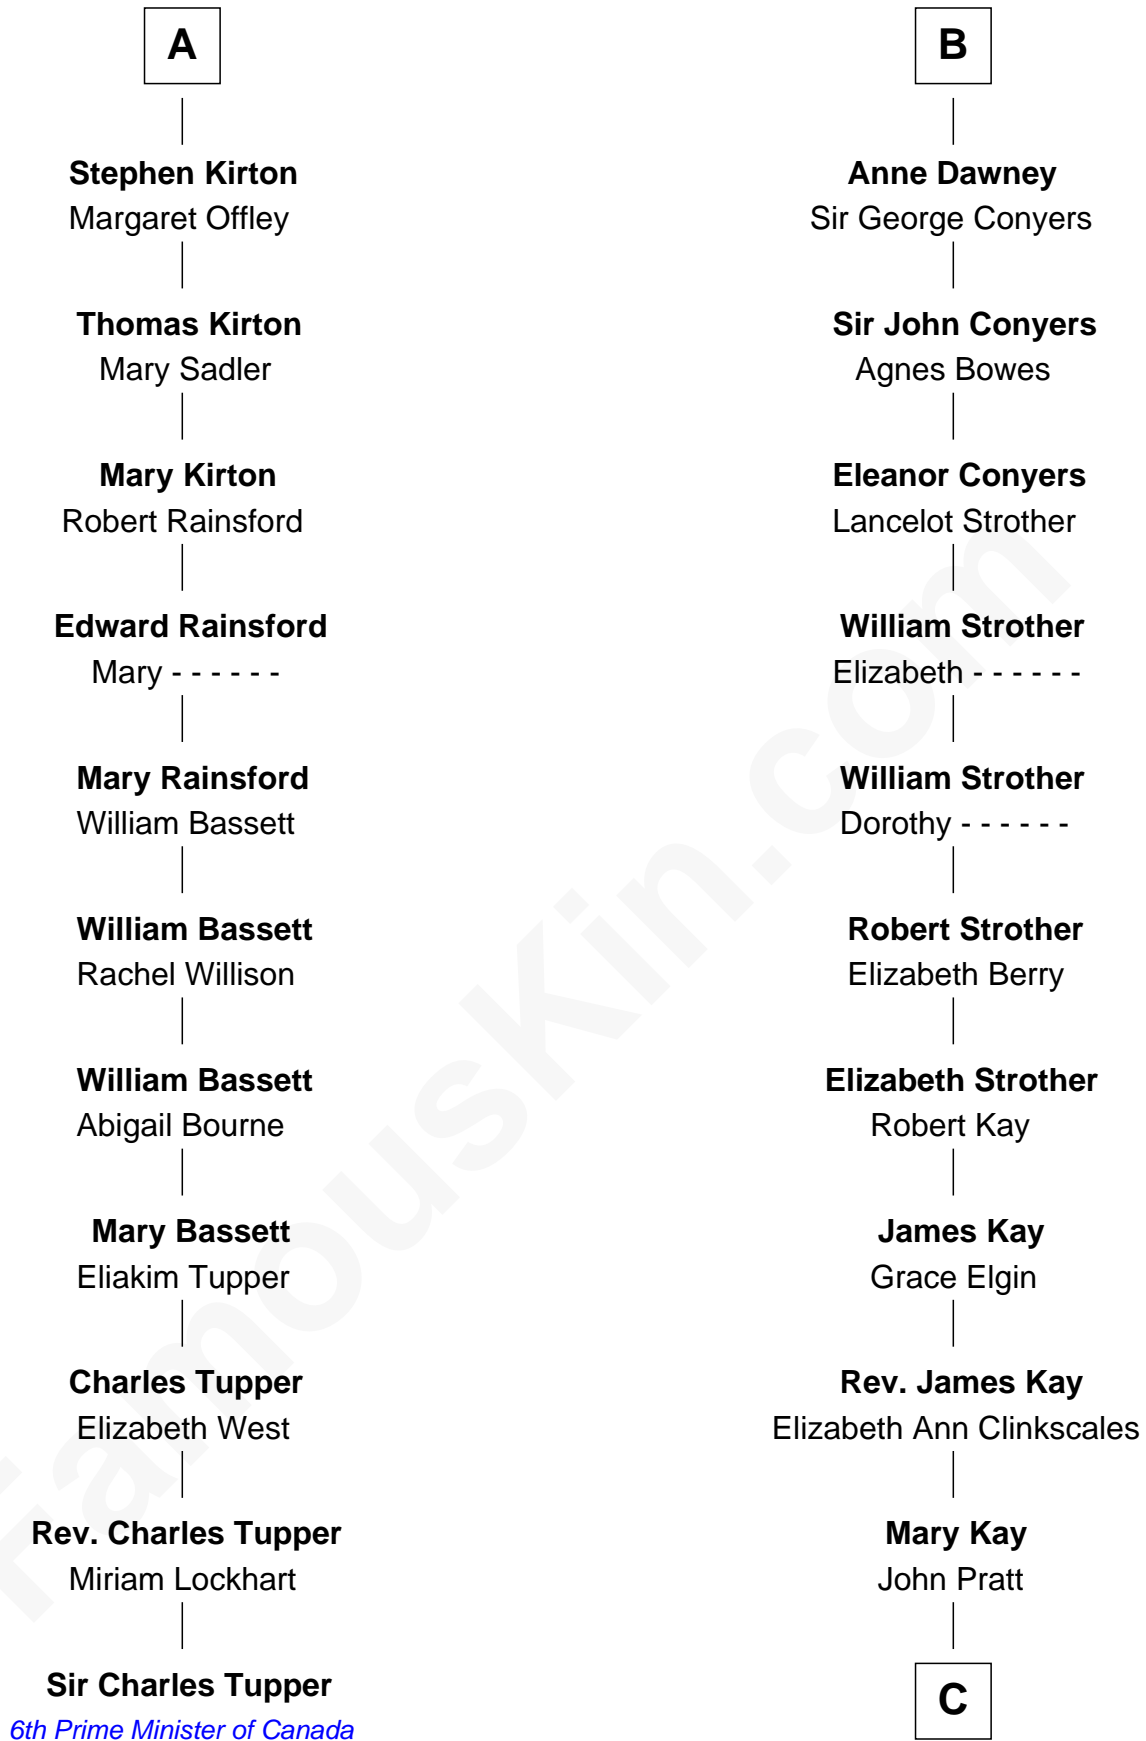 A
Stephen Kirton
Margaret Offley
Thomas Kirton
Mary Sadler
Mary Kirton
Robert Rainsford
Edward Rainsford
Mary - - - - - -
Mary Rainsford
William Bassett
William Bassett
Rachel Willison
William Bassett
Abigail Bourne
Mary Bassett
Eliakim Tupper
Charles Tupper
Elizabeth West
Rev. Charles Tupper
Miriam Lockhart
Sir Charles Tupper
6th Prime Minister of Canada
B
Anne Dawney
Sir George Conyers
Sir John Conyers
Agnes Bowes
Eleanor Conyers
Lancelot Strother
William Strother
Elizabeth - - - - - -
William Strother
Dorothy - - - - - -
Robert Strother
Elizabeth Berry
Elizabeth Strother
Robert Kay
James Kay
Grace Elgin
Rev. James Kay
Elizabeth Ann Clinkscales
Mary Kay
John Pratt
C
FamousKin.com